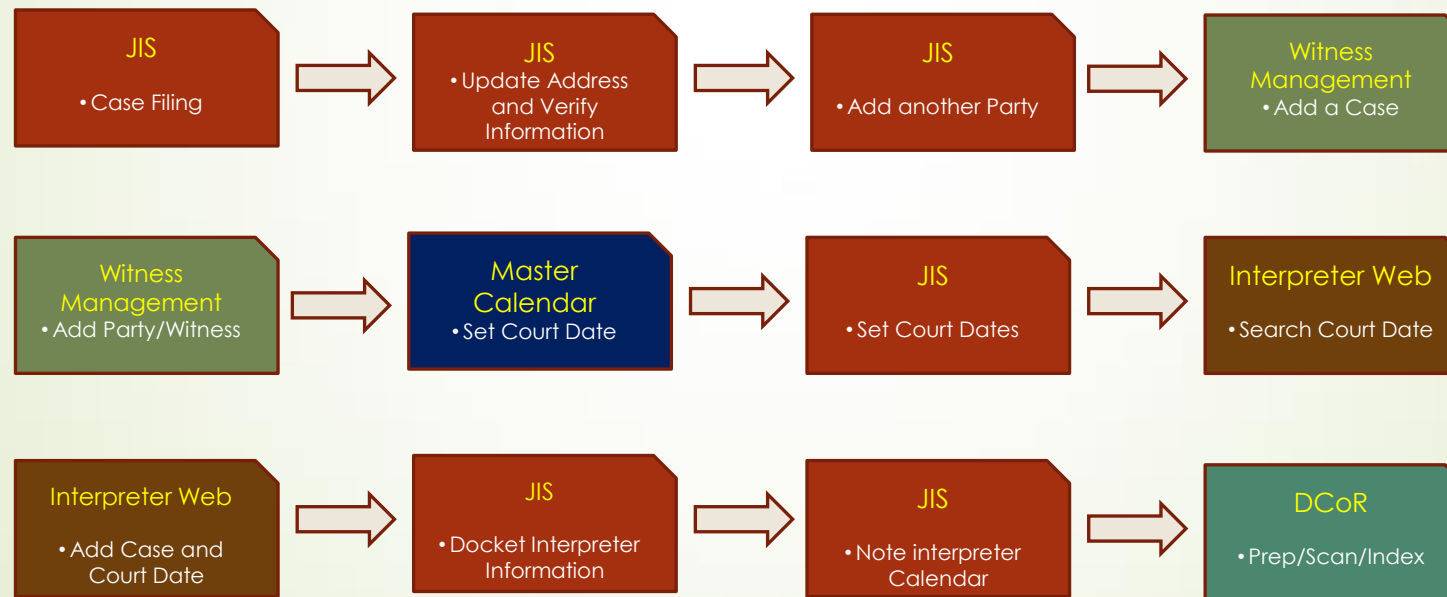 JIS
• Case Filing
JIS
• Update Address
and Verify
Information
JIS
• Add another Party
Witness
Management
• Add a Case
Witness
Management
• Add Party/Witness
Master
Calendar
• Set Court Date
JIS
• Set Court Dates
Interpreter Web
• Search Court Date
Interpreter Web
• Add Case and
Court Date
JIS
• Docket Interpreter
Information
JIS
• Note interpreter
Calendar
DCoR
• Prep/Scan/Index